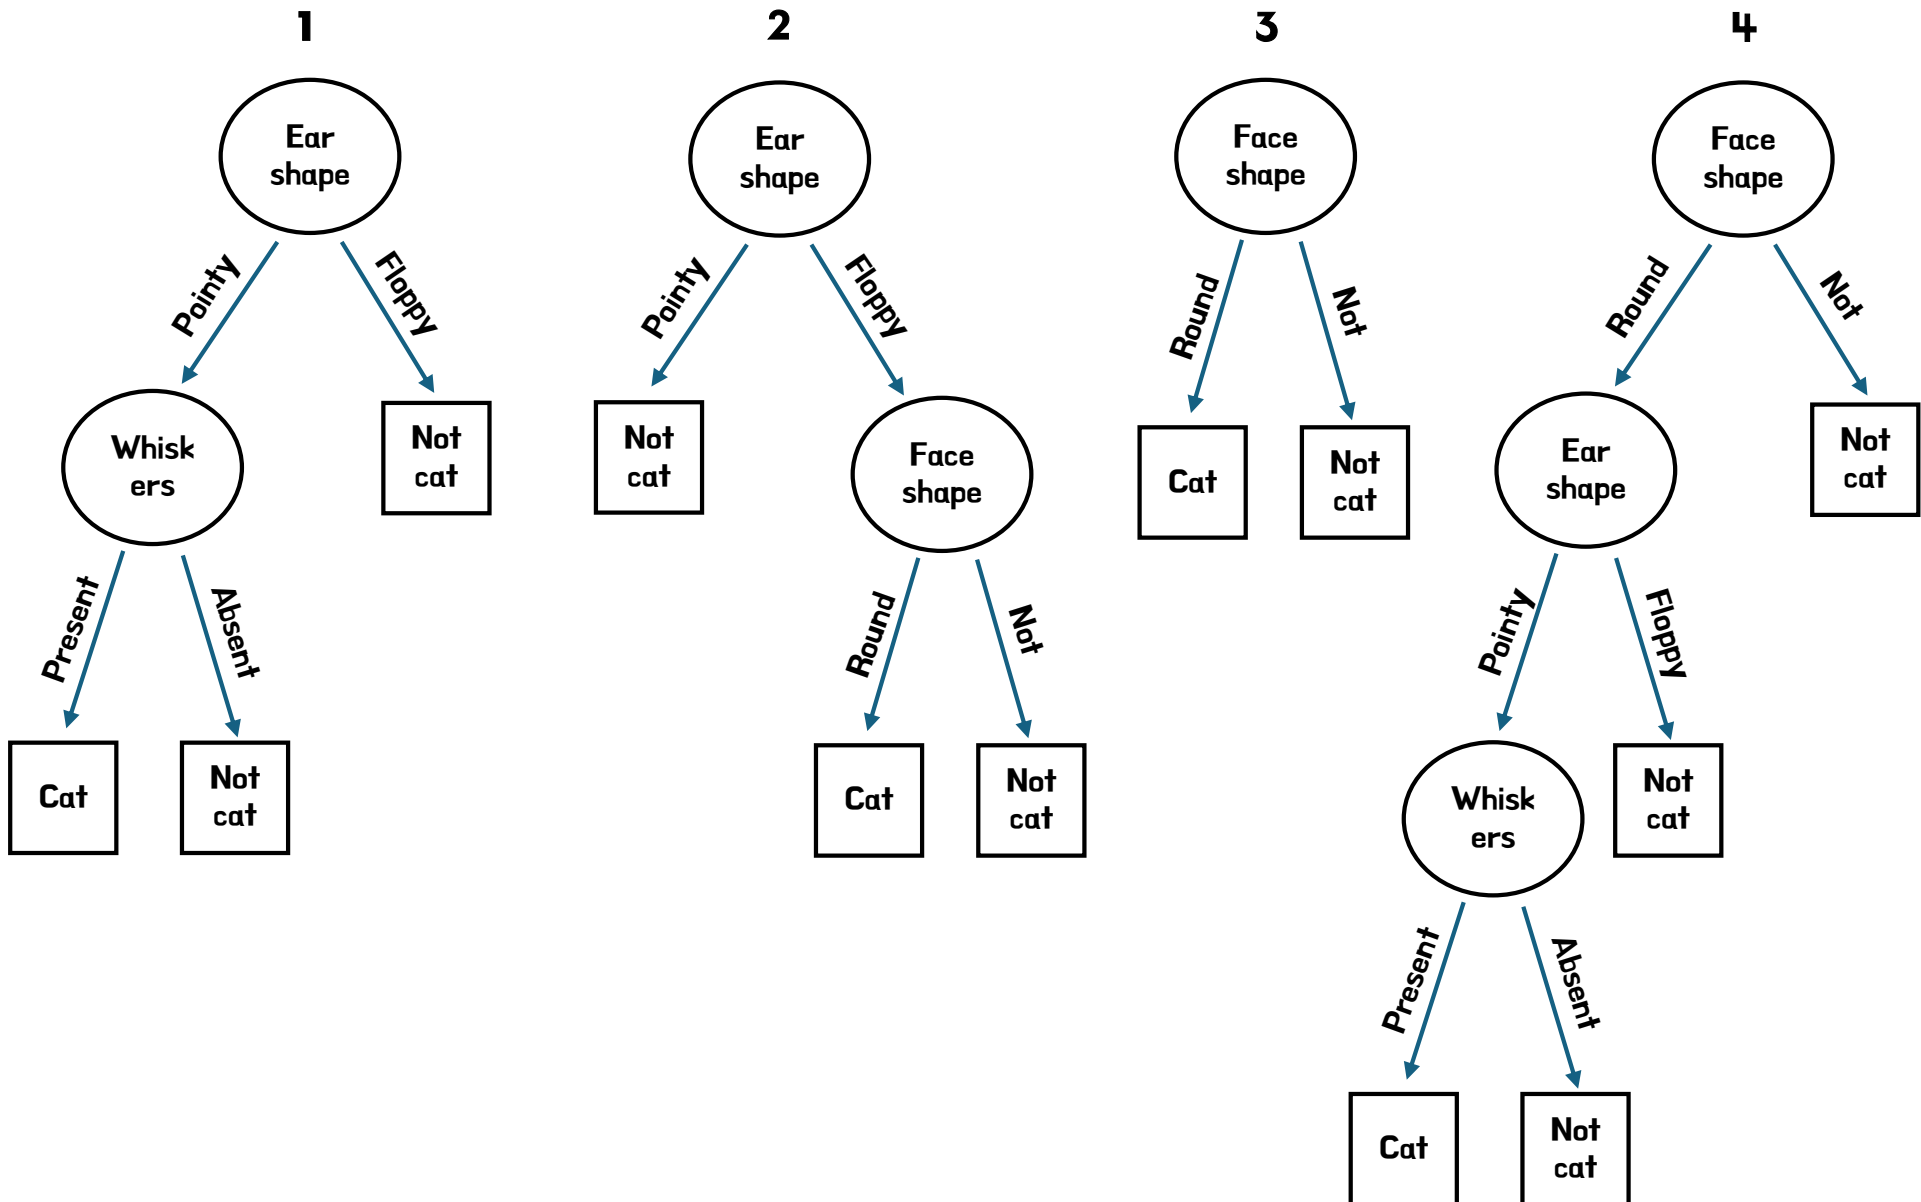 1
Ear
shape
Pointy
Floppy
Whisk
ers
Not
cat
Present
Absent
Cat
Not
cat
2
Ear
shape
Pointy
Floppy
Not
cat
Face
shape
Round
Not
Cat
Not
cat
3
Face
shape
Round
Not
Cat
Not
cat
4
Face
shape
Round
Not
Ear
shape
Not
cat
Pointy
Floppy
Whisk
ers
Not
cat
Present
Absent
Cat
Not
cat